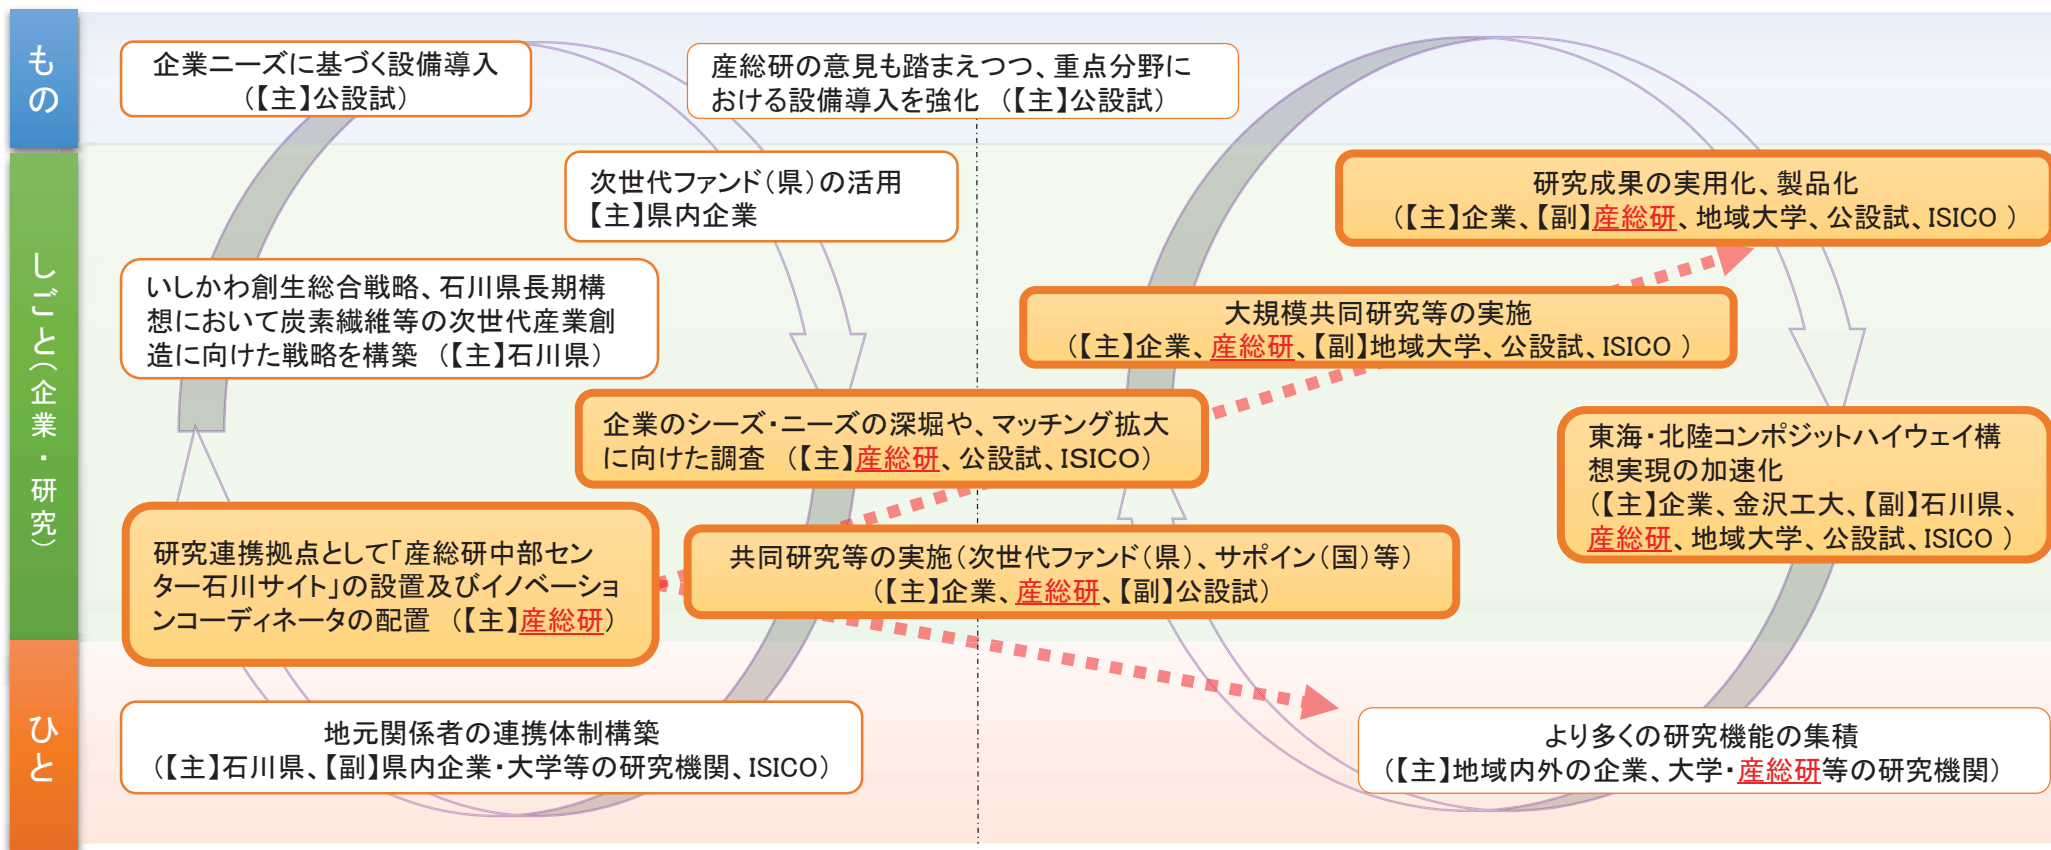 もの
企業ニーズに基づく設備導入
(【主】公設試)
産総研の意見も踏まえつつ、重点分野に
おける設備導入を強化 (【主】公設試)
しごと(企業・研究)
次世代ファンド(県)の活用
【主】県内企業
研究成果の実用化、製品化
(【主】企業、【副】産総研、地域大学、公設試、ISICO )
いしかわ創生総合戦略、石川県長期構
想において炭素繊維等の次世代産業創
造に向けた戦略を構築 (【主】石川県)
大規模共同研究等の実施
(【主】企業、産総研、【副】地域大学、公設試、ISICO )
企業のシーズ・ニーズの深堀や、マッチング拡大
に向けた調査 (【主】産総研、公設試、ISICO)
東海・北陸コンポジットハイウェイ構
想実現の加速化
(【主】企業、金沢工大、【副】石川県、
産総研、地域大学、公設試、ISICO )
研究連携拠点として「産総研中部セン
ター石川サイト」の設置及びイノベーショ
ンコーディネータの配置 (【主】産総研)
共同研究等の実施(次世代ファンド(県)、サポイン(国)等)
(【主】企業、産総研、【副】公設試)
ひと
地元関係者の連携体制構築
(【主】石川県、【副】県内企業・大学等の研究機関、ISICO)
より多くの研究機能の集積
(【主】地域内外の企業、大学・産総研等の研究機関)